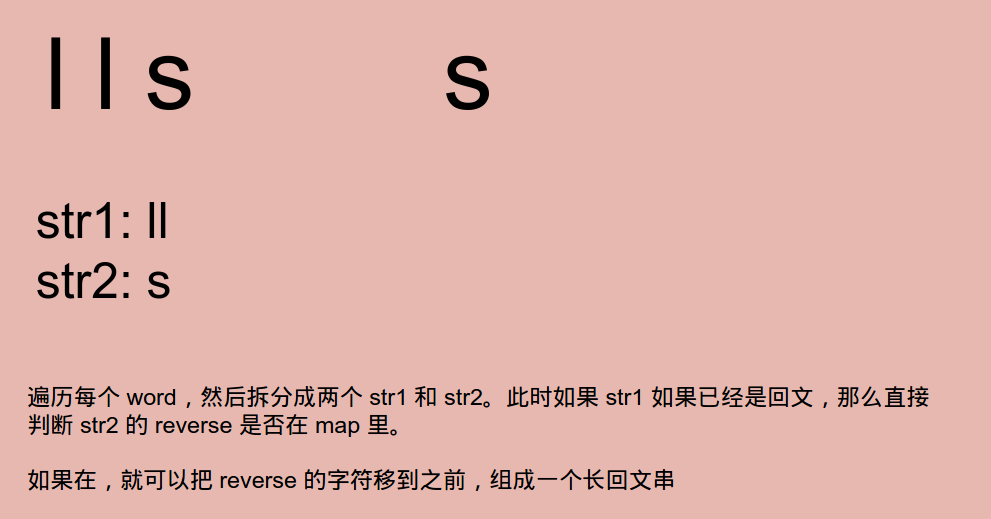 l l s s
str1: ll
str2: s
遍历每个 word，然后拆分成两个 str1 和 str2。此时如果 str1 如果已经是回文，那么直接
判断 str2 的 reverse 是否在 map 里。
如果在，就可以把 reverse 的字符移到之前，组成一个长回文串